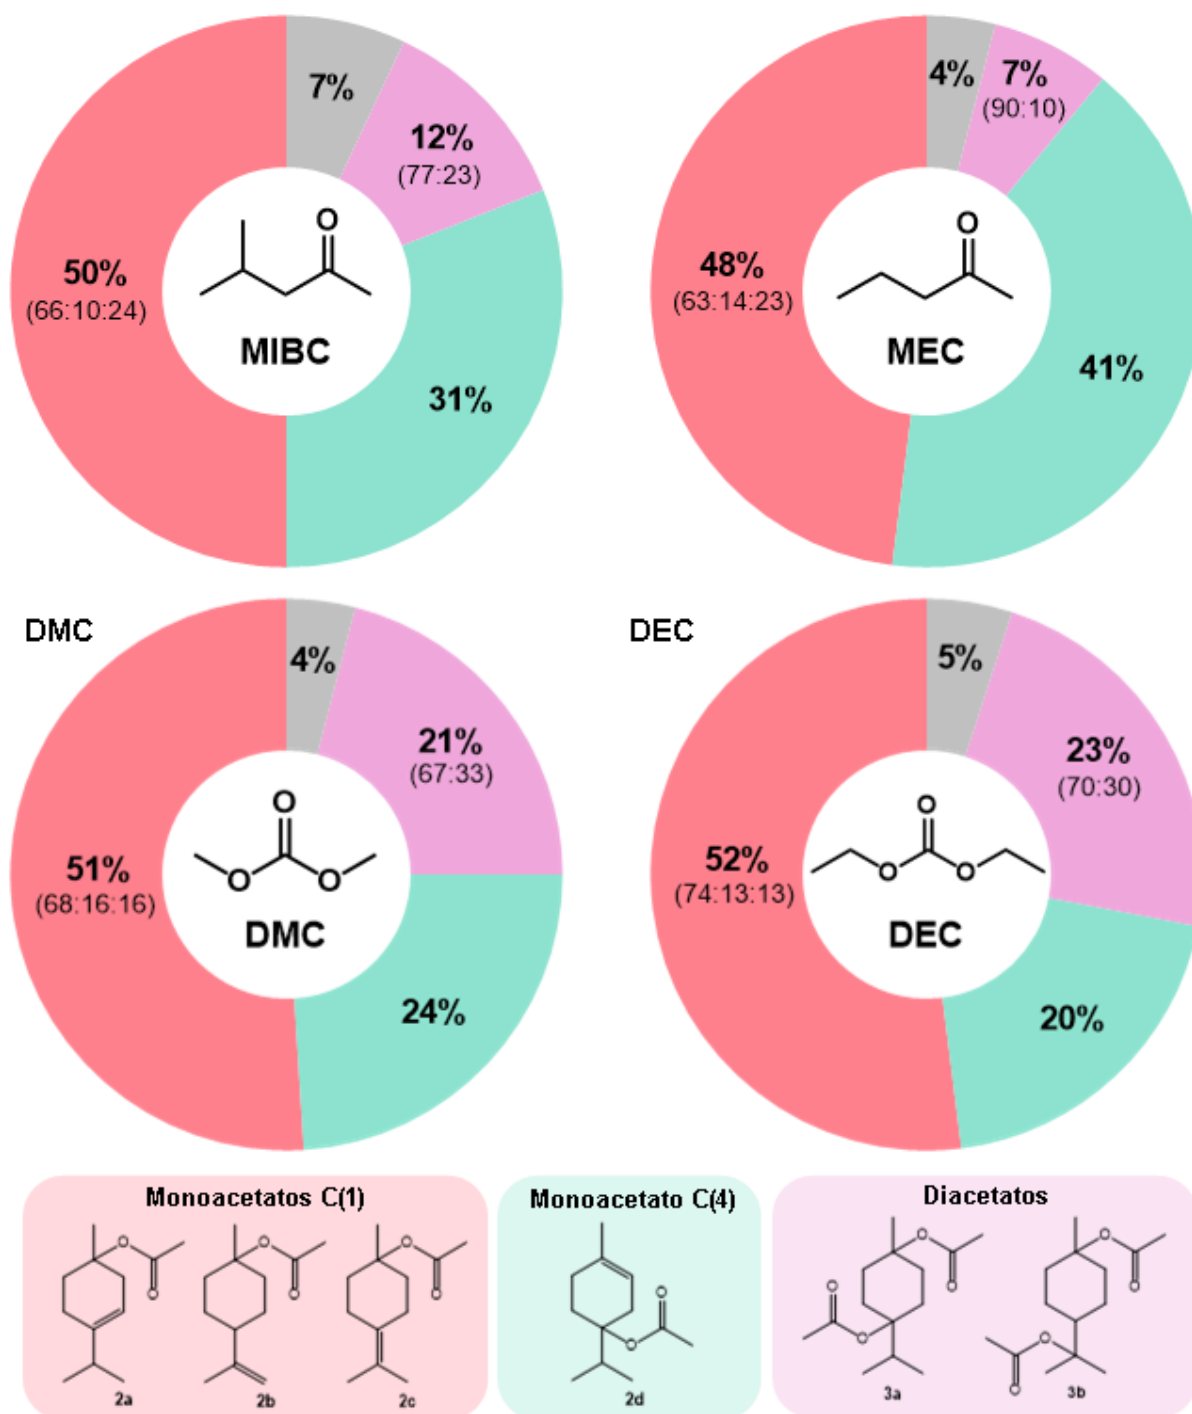 7%
12%
(77:23)
50%
(66:10:24)
O
MIBC
31%
4%
7%
(90:10)
48%
(63:14:23)
O
MEC
41%
DMC
4%
21%
(67:33)
51%
(68:16:16)
O
O
O
DMC
24%
DEC
5%
23%
(70:30)
52%
(74:13:13)
O
O
O
DEC
20%
Monoacetatos C(1)
O
O
2a
O
O
2b
O
O
2c
Monoacetato C(4)
O
O
2d
Diacetatos
O
O
O
O
3a
O
O
O
O
3b